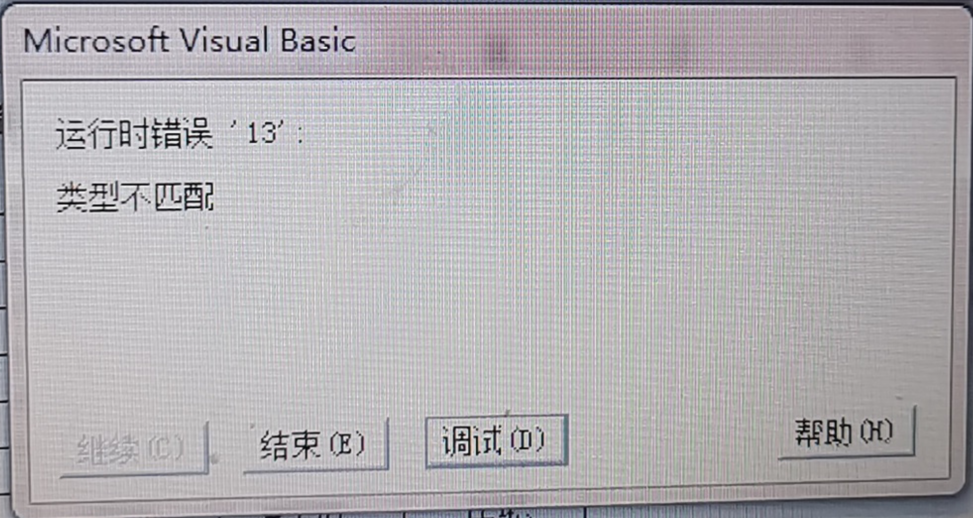 Microsoft Visual Basic
运行时错误 '13':
类型不匹配
继续(C)
结束(E)
调试(D)
帮助(H)